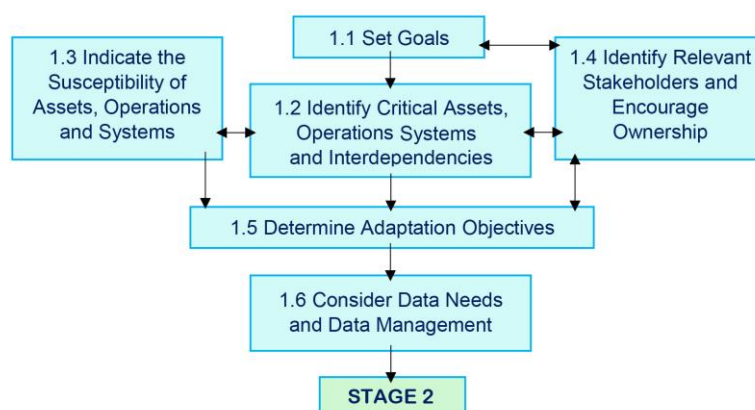 1.1 Set Goals
1.3 Indicate the
Susceptibility of
Assets, Operations
and Systems
1.4 Identify Relevant
Stakeholders and
Encourage
Ownership
1.2 Identify Critical Assets,
Operations Systems
and Interdependencies
1.5 Determine Adaptation Objectives
1.6 Consider Data Needs
and Data Management
STAGE 2